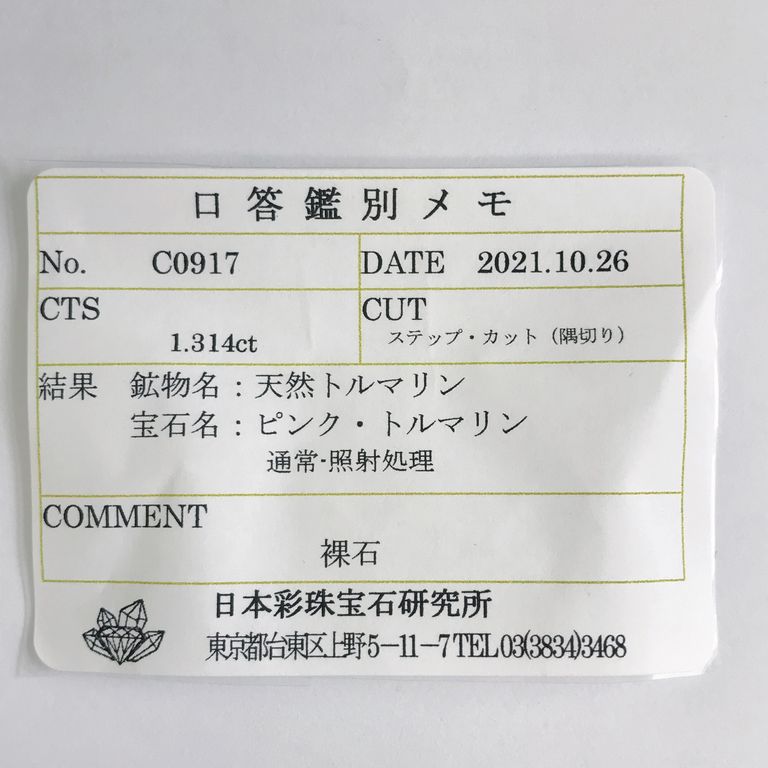 口答鑑別メモ
No. C0917 DATE 2021.10.26
CTS CUT
1.314ct ステップ・カット（隅切り）
結果 鉱物名：天然トルマリン
宝石名：ピンク・トルマリン
通常-照射処理
COMMENT
裸石
日本彩珠宝石研究所
東京都台東区上野5-11-7 TEL 03(3834)3468